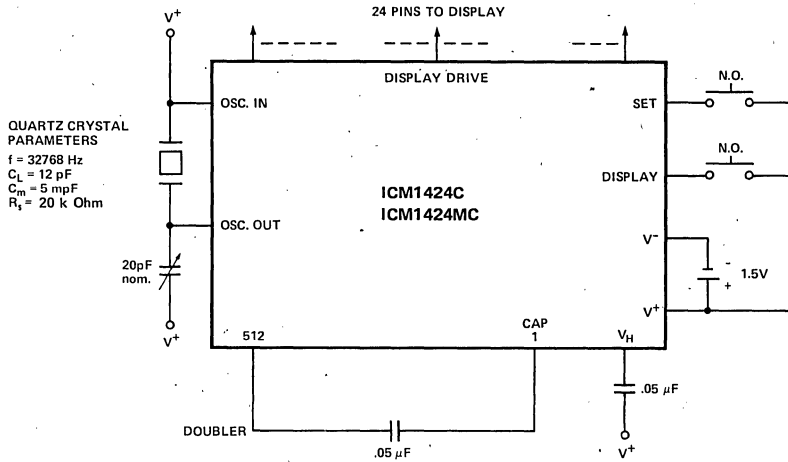 V+
24 PINS TO DISPLAY
DISPLAY DRIVE
OSC. IN
SET
N.O.
QUARTZ CRYSTAL
PARAMETERS
f = 32768 Hz
CL = 12 pF
Cm = 5 mpF
Rs = 20 k Ohm
N.O.
DISPLAY
ICM1424C
ICM1424MC
OSC. OUT
V-
20pF
nom.
-
+
1.5V
V+
V+
512
CAP
1
VH
DOUBLER
.05 µF
.05 µF
V+